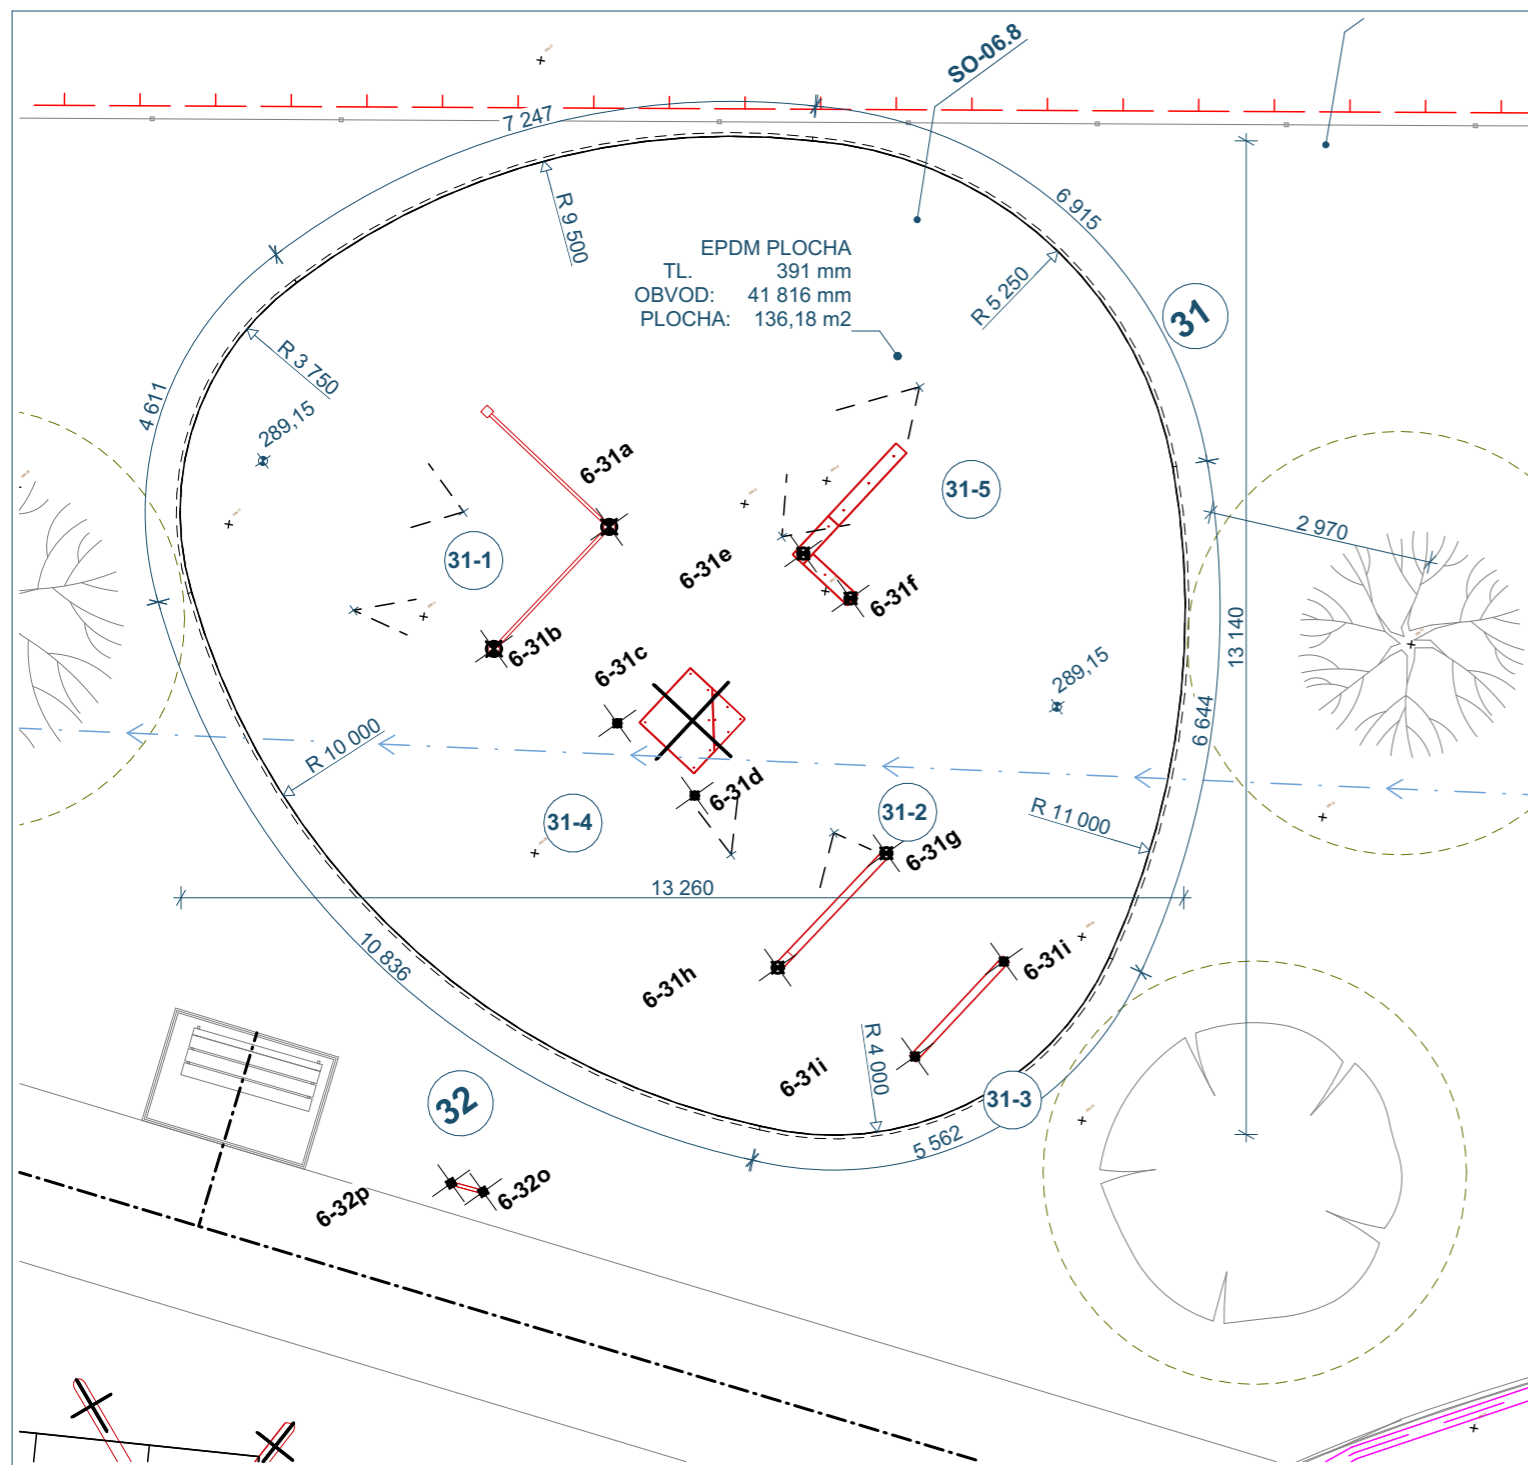 SO-06.8
7 247
6 915
R 9 500
EPDM PLOCHA
TL. 391 mm
OBVOD: 41 816 mm
PLOCHA: 136,18 m2
R 5 250
31
R 3 750
4 611
289,15
6-31a
31-5
2 970
31-1
6-31e
6-31f
6-31b
6-31c
13 140
289,15
6 644
R 10 000
6-31d
31-4
31-2
R 11 000
6-31g
13 260
10 836
6-31h
6-31i
R 4 000
6-31i
31-3
32
5 562
6-32p
6-32o